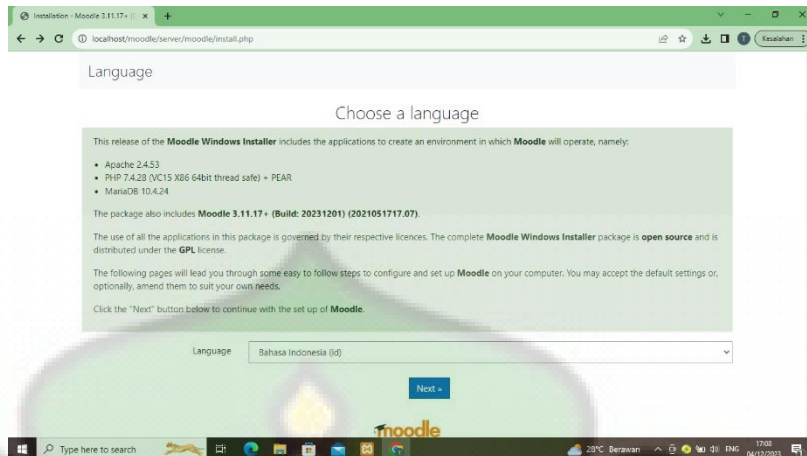 Installation - Moodle 3.11.17+ (
localhost/moodle/server/moodle/install.php
Kesalahan
Language
Choose a language
This release of the Moodle Windows Installer includes the applications to create an environment in which Moodle will operate, namely:
Apache 2.4.53
PHP 7.4.28 (VC15 X86 64bit thread safe) + PEAR
MariaDB 10.4.24
The package also includes Moodle 3.11.17+ (Build: 20231201) (2021051717.07).
The use of all the applications in this package is governed by their respective licences. The complete Moodle Windows Installer package is open source and is
distributed under the GPL license.
The following pages will lead you through some easy to follow steps to configure and set up Moodle on your computer. You may accept the default settings or,
optionally, amend them to suit your own needs.
Click the "Next" button below to continue with the set up of Moodle.
Language Bahasa Indonesia (id)
Next »
moodle
Type here to search 28°C Berawan ENG 17:08
04/12/2023